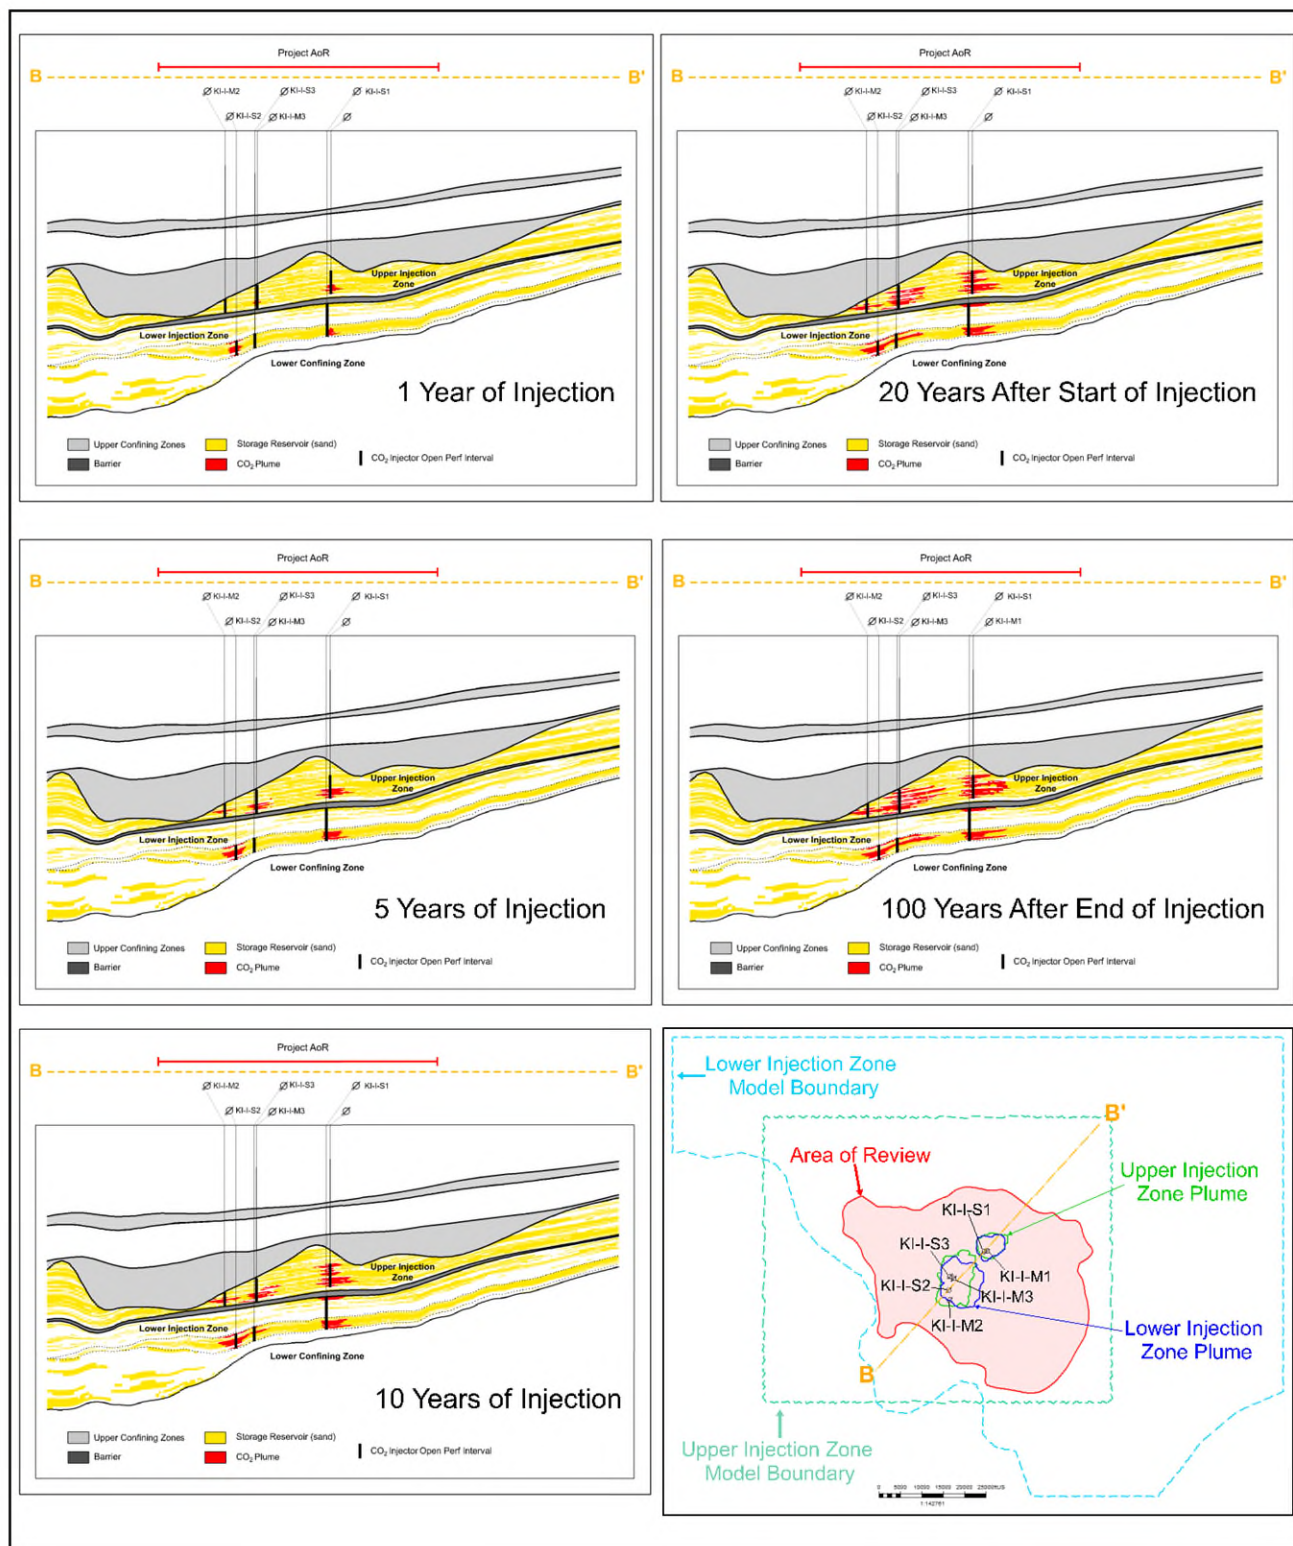 Project AoR
B
B'
Ø KI-I-M2
Ø KI-I-S3
Ø KI-I-S1
Ø KI-I-S2
Ø KI-I-M3
Ø
Upper Injection
Zone
Lower Injection Zone
Lower Confining Zone
1 Year of Injection
Upper Confining Zones
Storage Reservoir (sand)
Barrier
CO₂ Plume
CO₂ Injector Open Perf Interval
Project AoR
B
B'
Ø KI-I-M2
Ø KI-I-S3
Ø KI-I-S1
Ø KI-I-S2
Ø KI-I-M3
Ø
Upper Injection
Zone
Lower Injection Zone
Lower Confining Zone
20 Years After Start of Injection
Upper Confining Zones
Storage Reservoir (sand)
Barrier
CO₂ Plume
CO₂ Injector Open Perf Interval
Project AoR
B
B'
Ø KI-I-M2
Ø KI-I-S3
Ø KI-I-S1
Ø KI-I-S2
Ø KI-I-M3
Ø
Upper Injection
Zone
Lower Injection Zone
Lower Confining Zone
5 Years of Injection
Upper Confining Zones
Storage Reservoir (sand)
Barrier
CO₂ Plume
CO₂ Injector Open Perf Interval
Project AoR
B
B'
Ø KI-I-M2
Ø KI-I-S3
Ø KI-I-S1
Ø KI-I-S2
Ø KI-I-M3
Ø KI-I-M1
Upper Injection
Zone
Lower Injection Zone
Lower Confining Zone
100 Years After End of Injection
Upper Confining Zones
Storage Reservoir (sand)
Barrier
CO₂ Plume
CO₂ Injector Open Perf Interval
Project AoR
B
B'
Ø KI-I-M2
Ø KI-I-S3
Ø KI-I-S1
Ø KI-I-S2
Ø KI-I-M3
Ø
Upper Injection
Zone
Lower Injection Zone
Lower Confining Zone
10 Years of Injection
Upper Confining Zones
Storage Reservoir (sand)
Barrier
CO₂ Plume
CO₂ Injector Open Perf Interval
Lower Injection Zone
Model Boundary
B'
Area of Review
Upper Injection
Zone Plume
KI-I-S1
KI-I-S3
KI-I-M1
KI-I-S2
KI-I-M3
KI-I-M2
Lower Injection
Zone Plume
B
Upper Injection Zone
Model Boundary
0 5000 10000 15000 20000 25000ftUS
1:142761